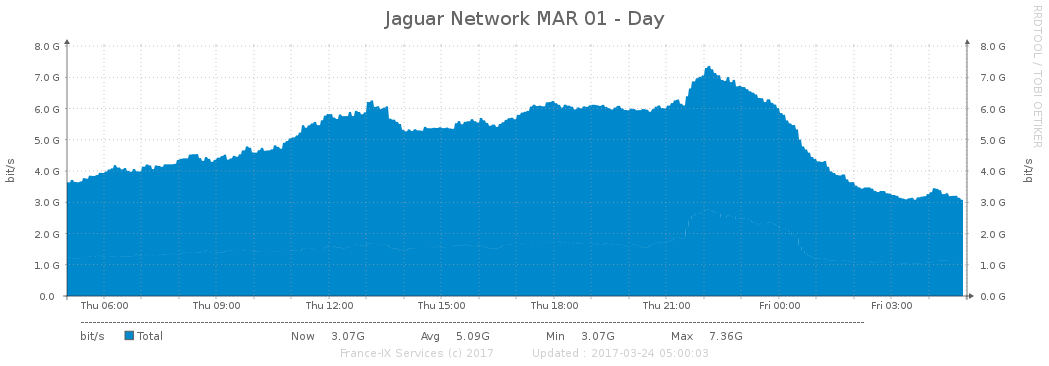 Jaguar Network MAR 01 - Day
RRDTOOL / TOBI OETIKER
bit/s
8.0 G 8.0 G
7.0 G 7.0 G
6.0 G 6.0 G
5.0 G 5.0 G
4.0 G 4.0 G
3.0 G 3.0 G
2.0 G 2.0 G
1.0 G 1.0 G
0.0 0.0 G
bit/s
Thu 06:00 Thu 09:00 Thu 12:00 Thu 15:00 Thu 18:00 Thu 21:00 Fri 00:00 Fri 03:00
bit/s Total Now 3.07G Avg 5.09G Min 3.07G Max 7.36G
France-IX Services (c) 2017 Updated : 2017-03-24 05:00:03